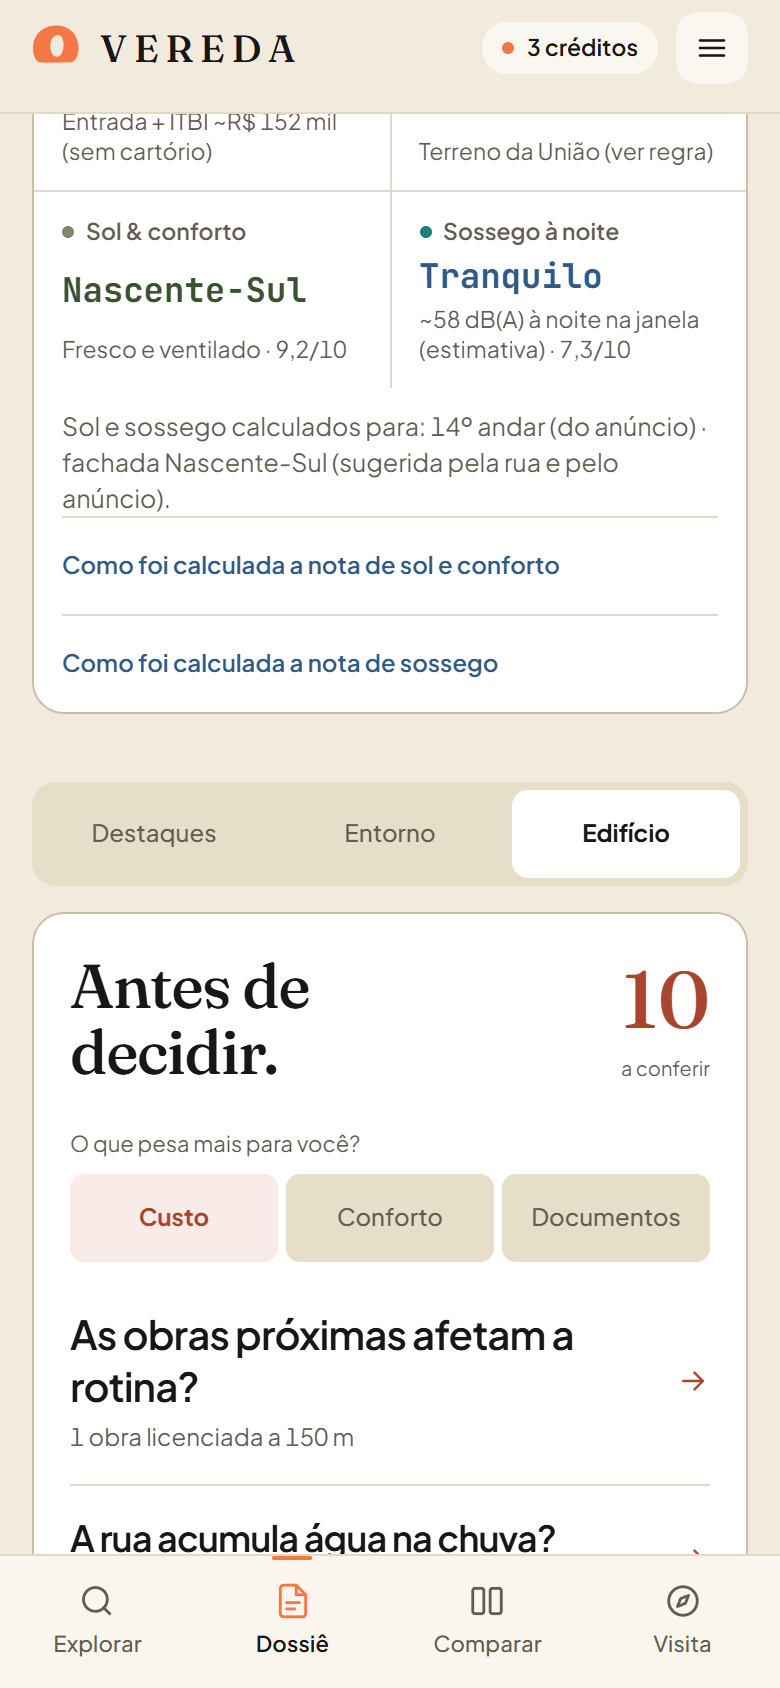 VEREDA
3 créditos
Entrada + ITBI ~R$ 152 mil
(sem cartório)
Terreno da União (ver regra)
Sol & conforto
Nascente-Sul
Fresco e ventilado · 9,2/10
Sossego à noite
Tranquilo
~58 dB(A) à noite na janela
(estimativa) · 7,3/10
Sol e sossego calculados para: 14º andar (do anúncio) ·
fachada Nascente-Sul (sugerida pela rua e pelo
anúncio).
Como foi calculada a nota de sol e conforto
Como foi calculada a nota de sossego
Destaques
Entorno
Edifício
Antes de
decidir.
10
a conferir
O que pesa mais para você?
Custo
Conforto
Documentos
As obras próximas afetam a
rotina?
1 obra licenciada a 150 m
A rua acumula água na chuva?
Explorar
Dossiê
Comparar
Visita